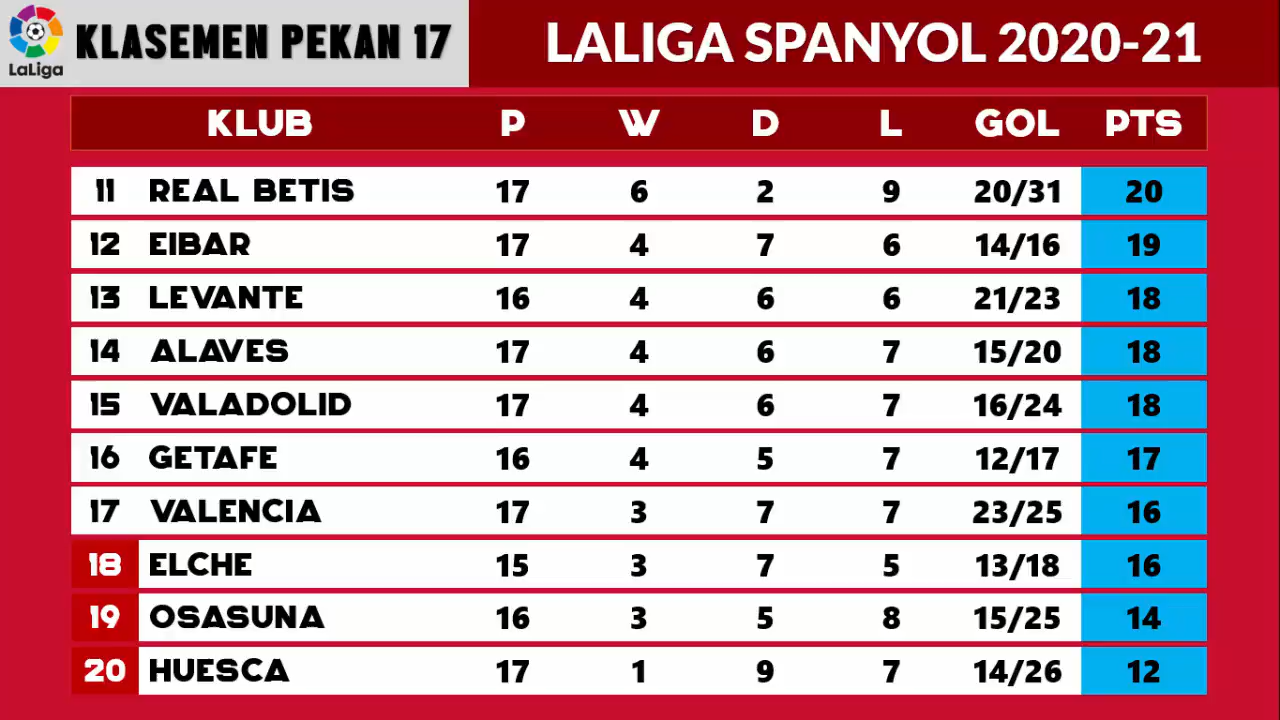 LaLiga
KLASEMEN PEKAN 17
LALIGA SPANYOL 2020-21
KLUB P W D L GOL PTS
11 REAL BETIS 17 6 2 9 20/31 20
12 EIBAR 17 4 7 6 14/16 19
13 LEVANTE 16 4 6 6 21/23 18
14 ALAVES 17 4 6 7 15/20 18
15 VALADOLID 17 4 6 7 16/24 18
16 GETAFE 16 4 5 7 12/17 17
17 VALENCIA 17 3 7 7 23/25 16
18 ELCHE 15 3 7 5 13/18 16
19 OSASUNA 16 3 5 8 15/25 14
20 HUESCA 17 1 9 7 14/26 12